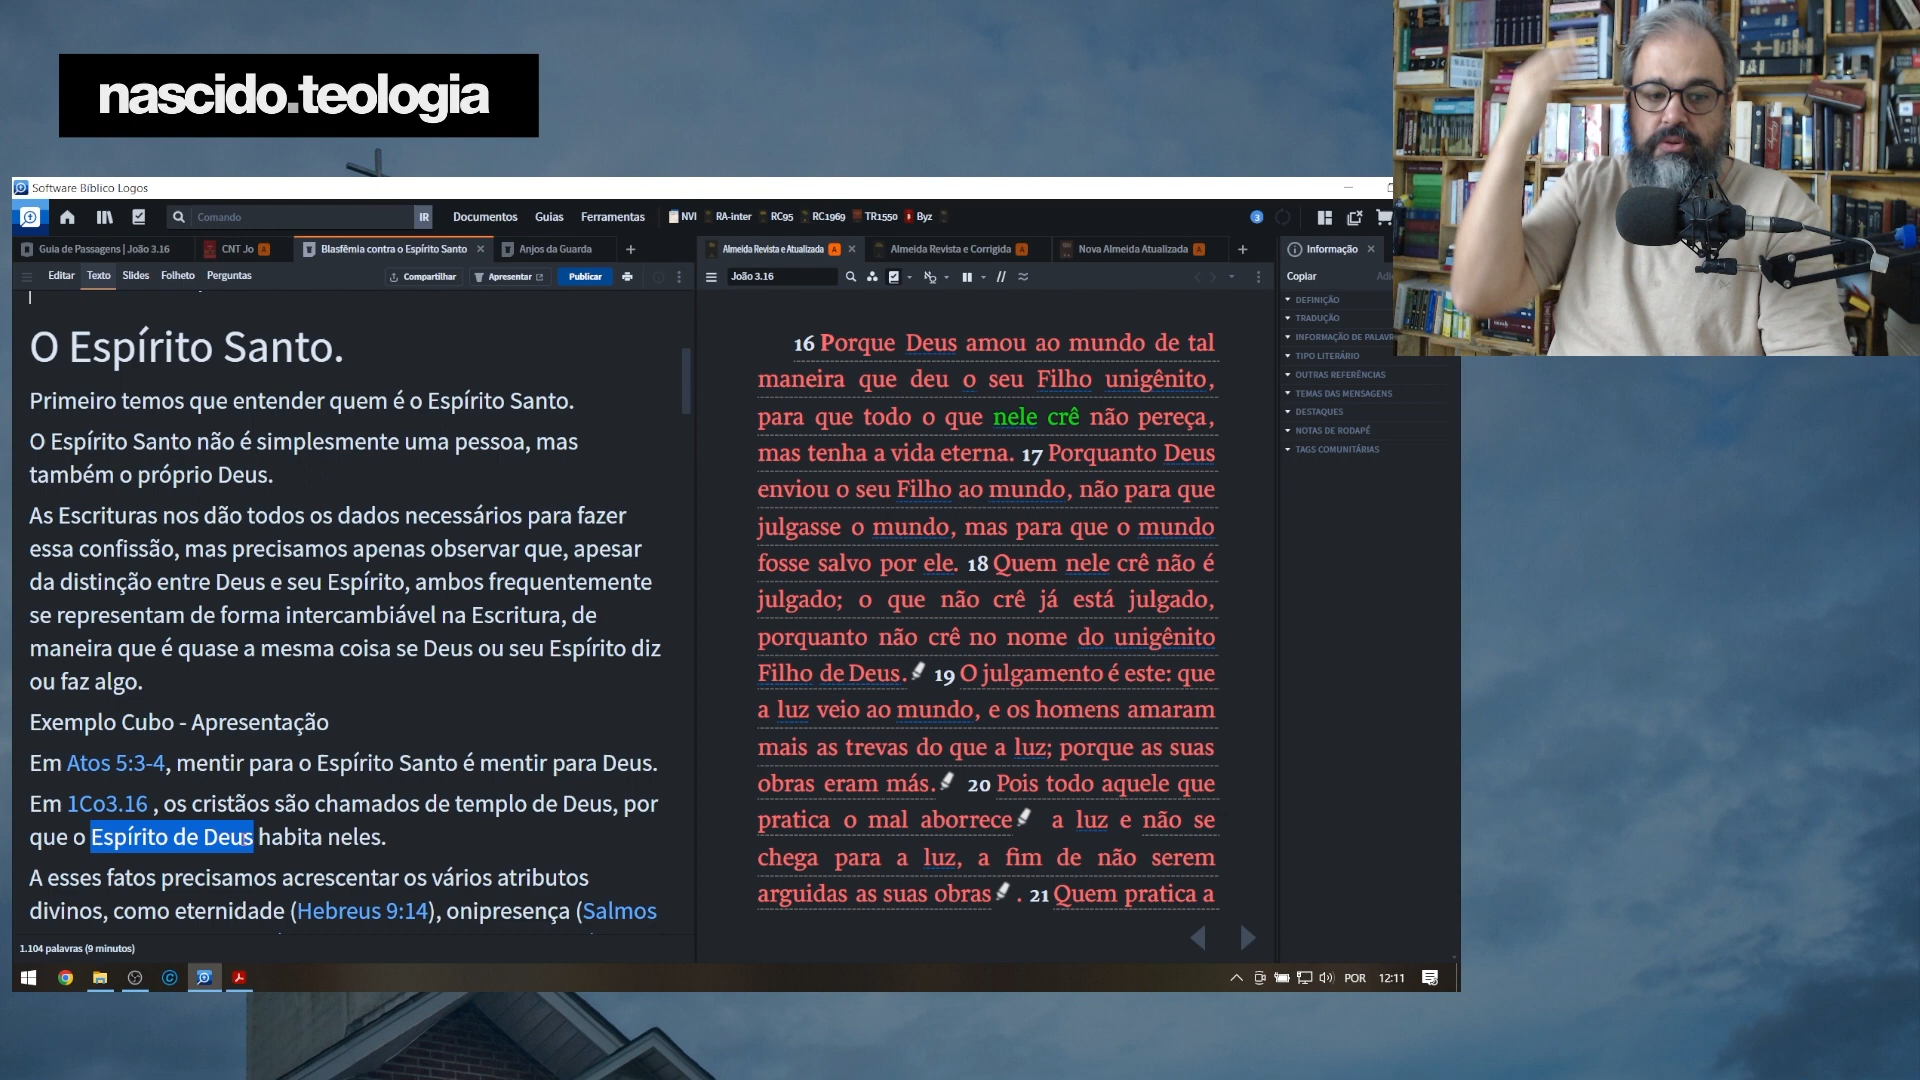 nascido.teologia
Software Bíblico Logos
Comando
IR
Documentos
Guias
Ferramentas
NVI
RA-inter
RC95
RC1969
TR1550
Byz
3
Guia de Passagens | João 3.16
CNT Jo A
Blasfêmia contra o Espírito Santo
Anjos da Guarda
Almeida Revista e Atualizada A
Almeida Revista e Corrigida A
Nova Almeida Atualizada A
Informação
Editar
Texto
Slides
Folheto
Perguntas
Compartilhar
Apresentar
Publicar
João 3.16
Copiar
O Espírito Santo.
Primeiro temos que entender quem é o Espírito Santo.
O Espírito Santo não é simplesmente uma pessoa, mas
também o próprio Deus.
As Escrituras nos dão todos os dados necessários para fazer
essa confissão, mas precisamos apenas observar que, apesar
da distinção entre Deus e seu Espírito, ambos frequentemente
se representam de forma intercambiável na Escritura, de
maneira que é quase a mesma coisa se Deus ou seu Espírito diz
ou faz algo.
Exemplo Cubo - Apresentação
Em Atos 5:3-4, mentir para o Espírito Santo é mentir para Deus.
Em 1Co3.16 , os cristãos são chamados de templo de Deus, por
que o Espírito de Deus habita neles.
A esses fatos precisamos acrescentar os vários atributos
divinos, como eternidade (Hebreus 9:14), onipresença (Salmos
1.104 palavras (9 minutos)
16 Porque Deus amou ao mundo de tal
maneira que deu o seu Filho unigênito,
para que todo o que nele crê não pereça,
mas tenha a vida eterna. 17 Porquanto Deus
enviou o seu Filho ao mundo, não para que
julgasse o mundo, mas para que o mundo
fosse salvo por ele. 18 Quem nele crê não é
julgado; o que não crê já está julgado,
porquanto não crê no nome do unigênito
Filho de Deus. 19 O julgamento é este: que
a luz veio ao mundo, e os homens amaram
mais as trevas do que a luz; porque as suas
obras eram más. 20 Pois todo aquele que
pratica o mal aborrece a luz e não se
chega para a luz, a fim de não serem
arguidas as suas obras . 21 Quem pratica a
DEFINIÇÃO
TRADUÇÃO
INFORMAÇÃO DE PALAVR
TIPO LITERÁRIO
OUTRAS REFERÊNCIAS
TEMAS DAS MENSAGENS
DESTAQUES
NOTAS DE RODAPÉ
TAGS COMUNITÁRIAS
POR
12:11